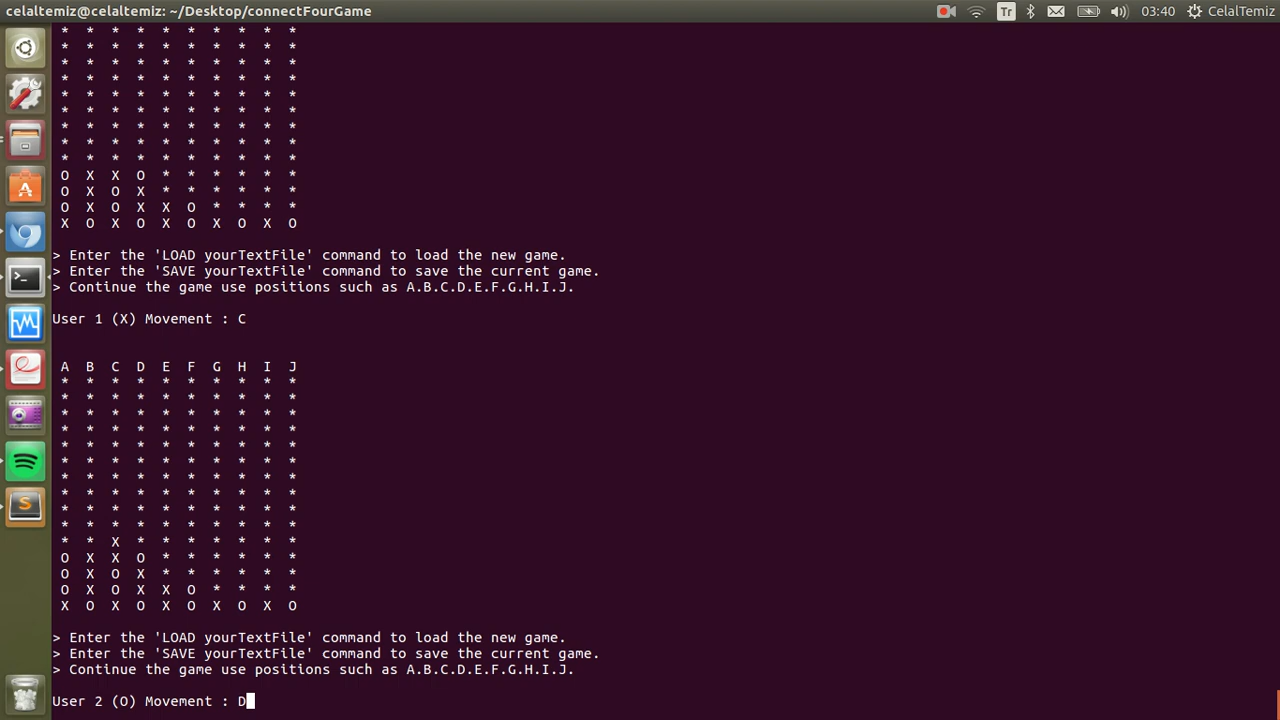 celaltemiz@celaltemiz: ~/Desktop/connectFourGame Tr 03:40 CelalTemiz
* * * * * * * * * *
* * * * * * * * * *
* * * * * * * * * *
* * * * * * * * * *
* * * * * * * * * *
* * * * * * * * * *
* * * * * * * * * *
* * * * * * * * * *
* * * * * * * * * *
O X X O * * * * * *
O X O X * * * * * *
O X O X X O * * * *
X O X O X O X O X O
> Enter the 'LOAD yourTextFile' command to load the new game.
> Enter the 'SAVE yourTextFile' command to save the current game.
> Continue the game use positions such as A.B.C.D.E.F.G.H.I.J.
User 1 (X) Movement : C
A B C D E F G H I J
* * * * * * * * * *
* * * * * * * * * *
* * * * * * * * * *
* * * * * * * * * *
* * * * * * * * * *
* * * * * * * * * *
* * * * * * * * * *
* * * * * * * * * *
* * * * * * * * * *
* * * * * * * * * *
* * X * * * * * * *
O X X O * * * * * *
O X O X * * * * * *
O X O X X O * * * *
X O X O X O X O X O
> Enter the 'LOAD yourTextFile' command to load the new game.
> Enter the 'SAVE yourTextFile' command to save the current game.
> Continue the game use positions such as A.B.C.D.E.F.G.H.I.J.
User 2 (O) Movement : D